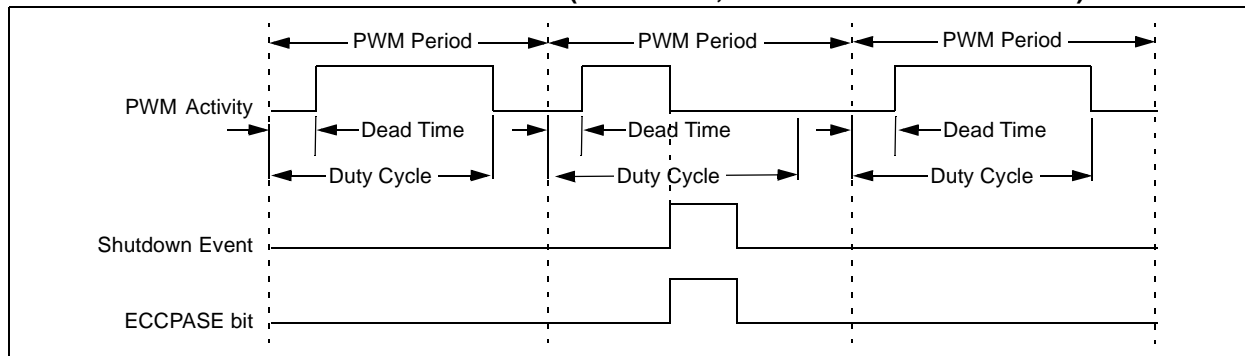 PWM Period PWM Period PWM Period
PWM Activity
Dead Time Dead Time Dead Time
Duty Cycle Duty Cycle Duty Cycle
Shutdown Event
ECCPASE bit